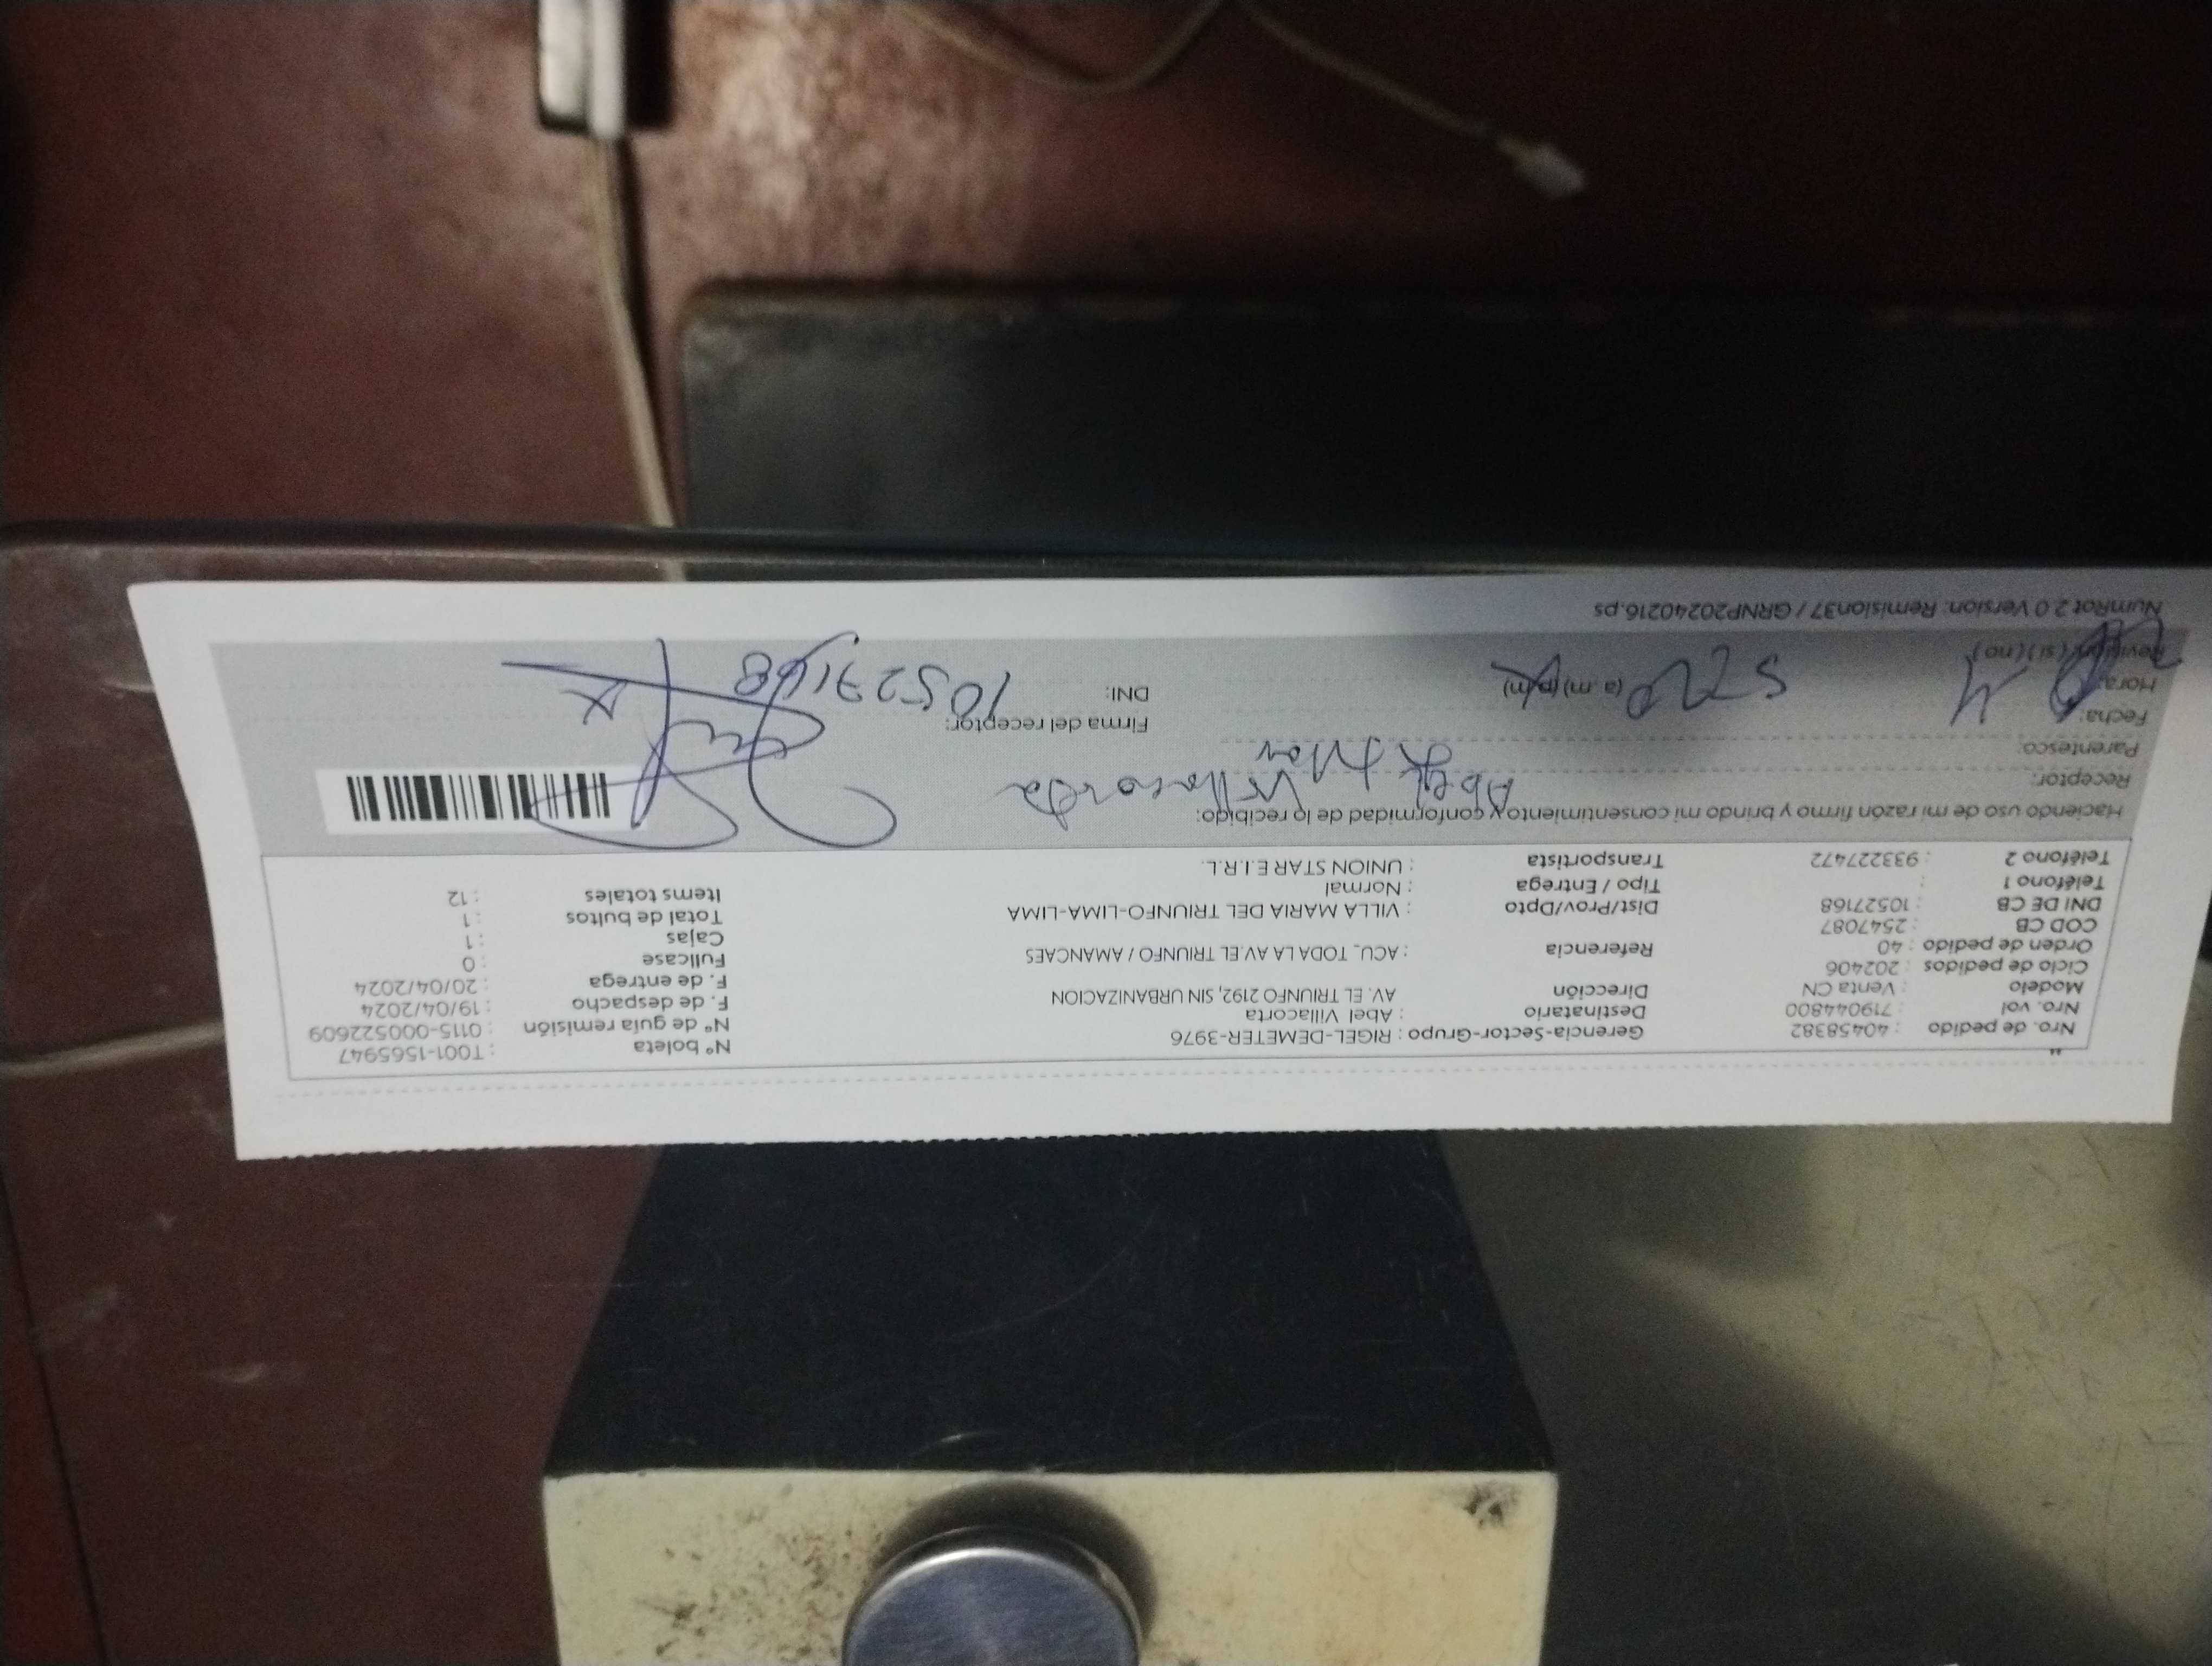 Nro. de pedido : 40458382 Gerencia-Sector-Grupo : RIGEL-DEMETER-3976 Nº boleta : T001-1565947
Nro. vol : 719044800 Destinatario : Abel Villacorta Nº de guía remisión : 0115-000522609
Modelo : Venta CN Dirección AV. EL TRIUNFO 2192, SIN URBANIZACION F. de despacho : 19/04/2024
Ciclo de pedidos : 202406 F. de entrega : 20/04/2024
Orden de pedido : 40 Referencia : ACU_ TODA LA AV.EL TRIUNFO / AMANCAES Fullcase : 0
COD CB : 2547087 Cajas : 1
DNI DE CB : 10527168 Dist/Prov/Dpto : VILLA MARIA DEL TRIUNFO-LIMA-LIMA Total de bultos : 1
Teléfono 1 : Tipo / Entrega : Normal Items totales : 12
Teléfono 2 : 933227472 Transportista : UNION STAR E.I.R.L.
Haciendo uso de mi razón firmo y brindo mi consentimiento y conformidad de lo recibido:
Receptor: Abel Villacorta
Parentesco:
Fecha: Firma del receptor:
Hora: (a.m) (p.m) DNI: 10527168
Revisión ( si ) ( no )
NumRot 2.0 Version: Remision37 / GRNP20240216.ps